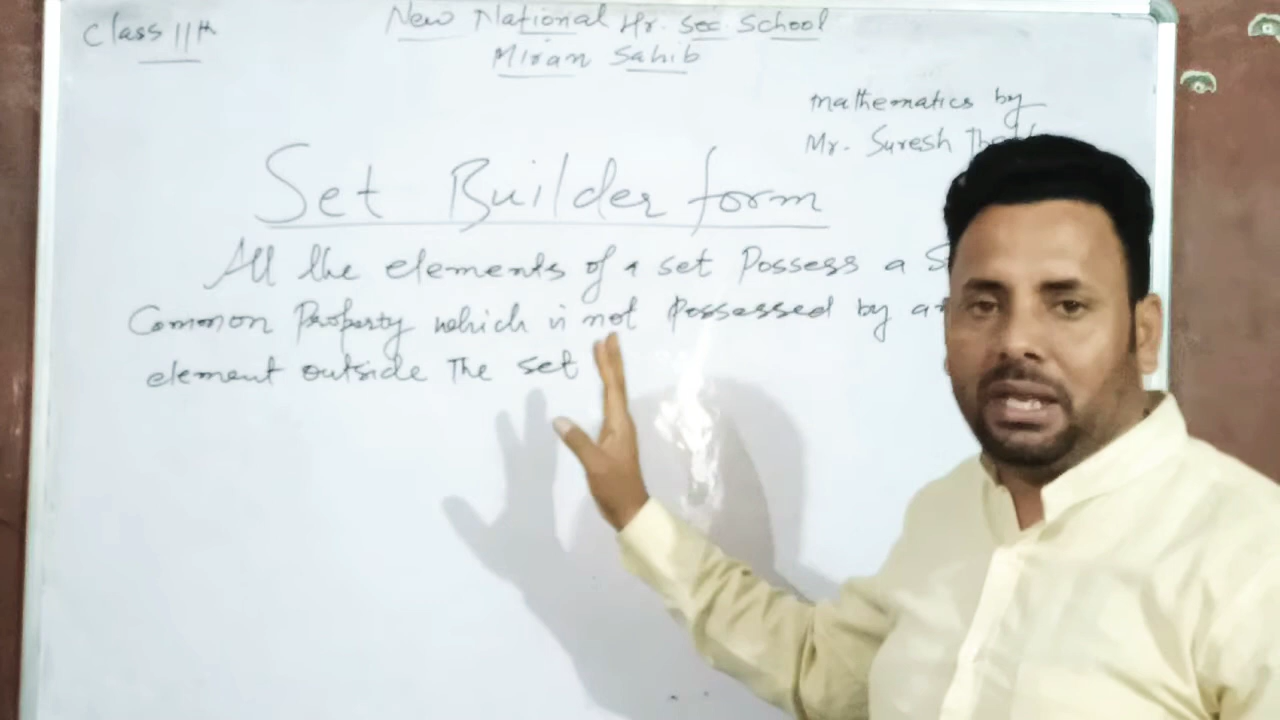 Class 11th
New National Hr. Sec School
Miran Sahib
Mathematics by
Mr. Suresh
Set Builder form
All the elements of a set Possess a
Common Property which is not Possessed by
element outside The set